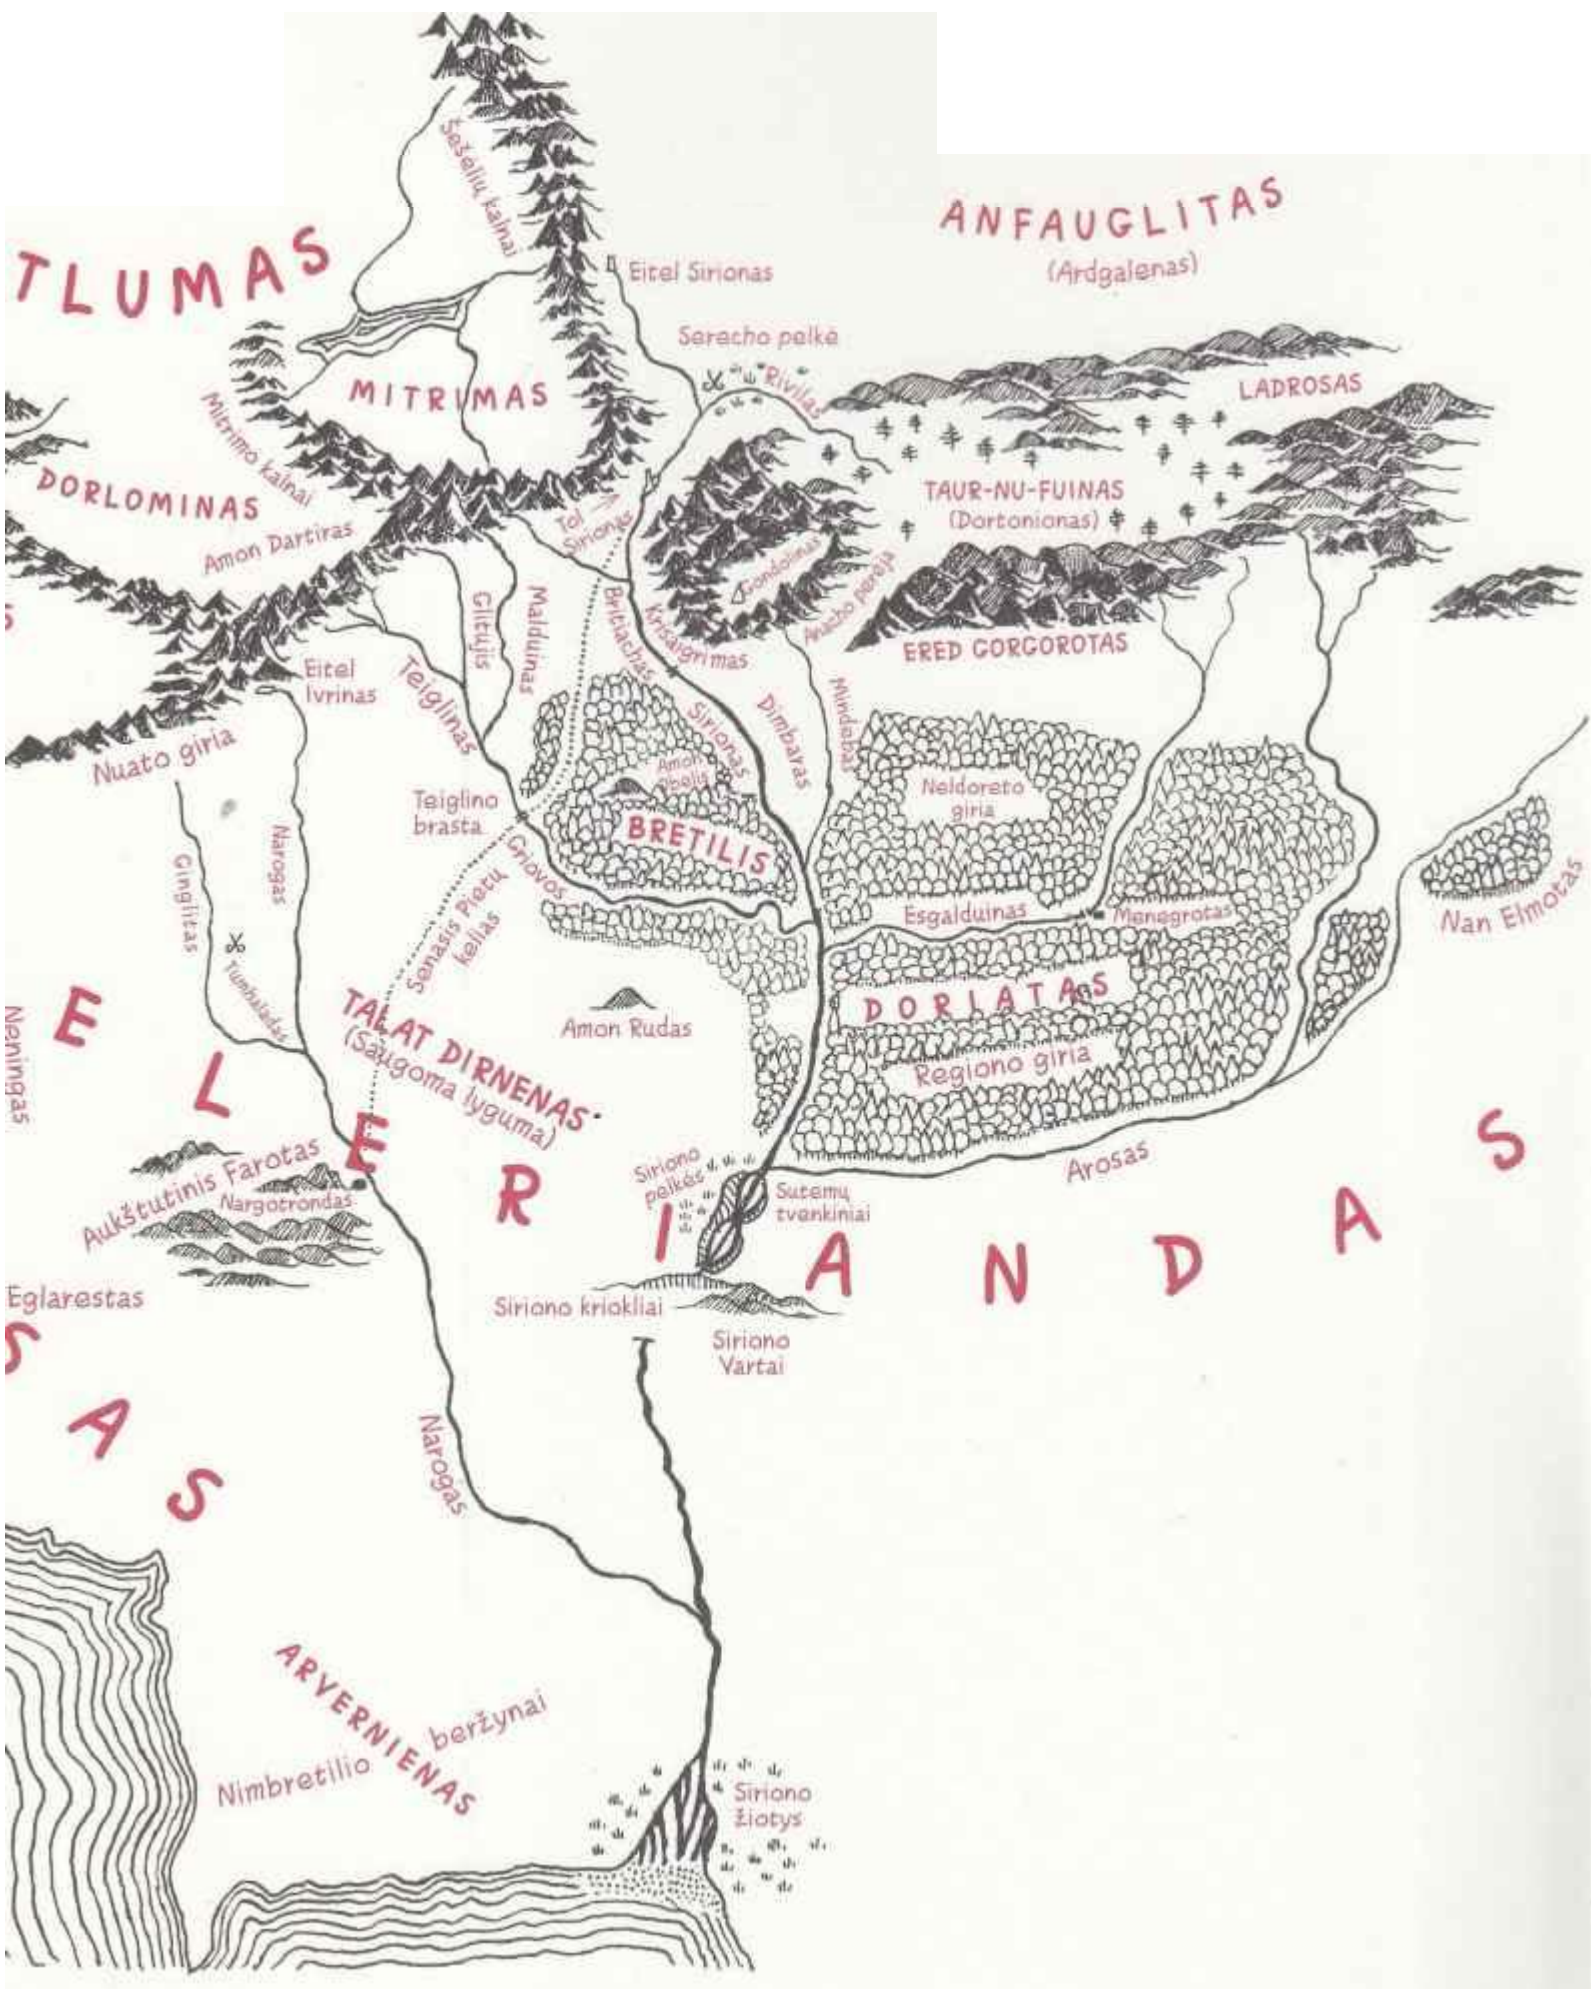 Šešėlių kalnai
ANFAUGLITAS
(Ardgalenas)
TLUMAS
Eitel Sirionas
Serecho pelkė
Rivilas
LADROSAS
MITRIMAS
Mitrimo kalnai
DORLOMINAS
TAUR-NU-FUINAS
(Dortonionas)
Amon Dartiras
Tol
Sirionas
Gondolinas
Anacho perėja
Glitujis
Malduinas
Britiachas
Krisaigrimas
ERED GORGOROTAS
Eitel
Ivrinas
Teiglinas
Nuato giria
Sirionas
Dimbaras
Mindebas
Amon
Obelis
Neldoreto
giria
Teiglino
brasta
BRETILIS
Griovos
Ginglitas
Narogas
Senasis Pietų
kelias
Esgalduinas
Menegrotas
Nan Elmotas
Tumhaladas
TALAT DIRNENAS
(Saugoma lyguma)
Amon Rudas
DORIATAS
Regiono giria
Neningas
ELERIANDAS
Aukštutinis Farotas
Nargotrondas
Siriono
pelkės
Sutemų
tvenkiniai
Arosas
Eglarestas
Siriono kriokliai
Siriono
Vartai
SAS
Narogas
ARVERNIENAS
Nimbretilio beržynai
Siriono
žiotys